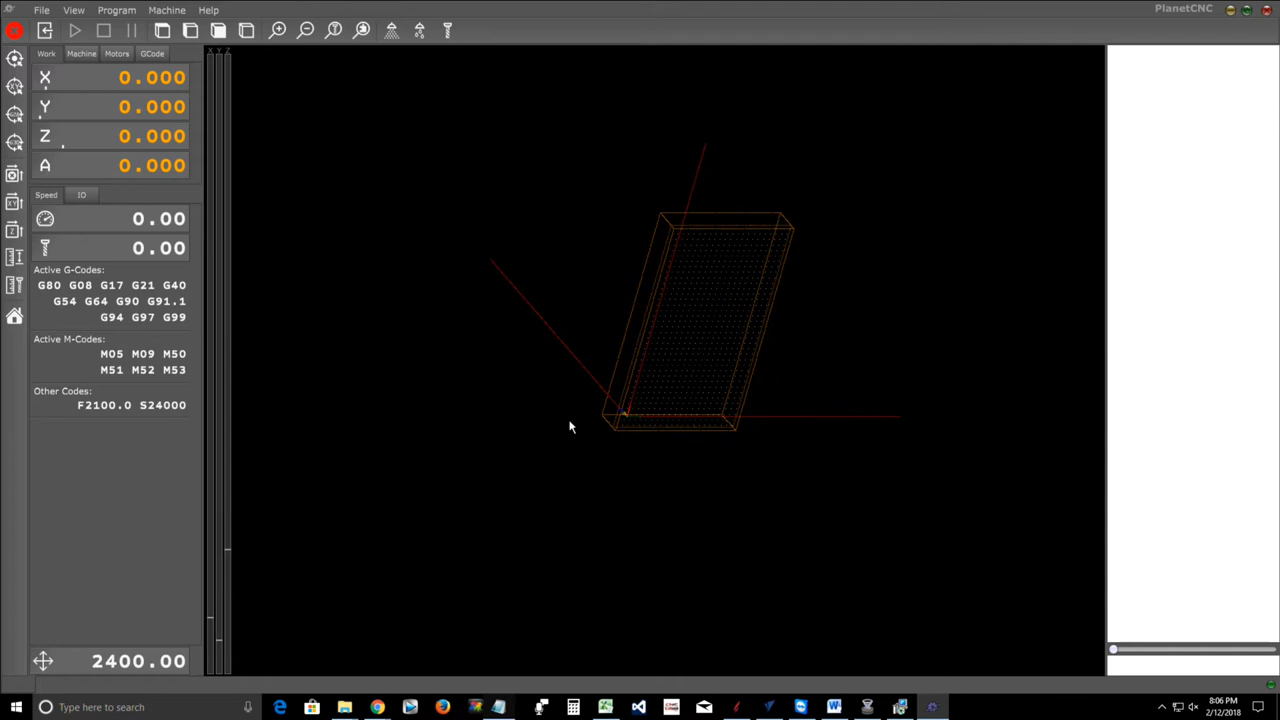 File View Program Machine Help
PlanetCNC
X Y Z
Work Machine Motors GCode
X 0.000
Y 0.000
Z 0.000
A 0.000
Speed IO
0.00
0.00
Active G-Codes:
G80 G08 G17 G21 G40
G54 G64 G90 G91.1
G94 G97 G99
Active M-Codes:
M05 M09 M50
M51 M52 M53
Other Codes:
F2100.0 S24000
2400.00
Type here to search
8:06 PM
2/12/2018